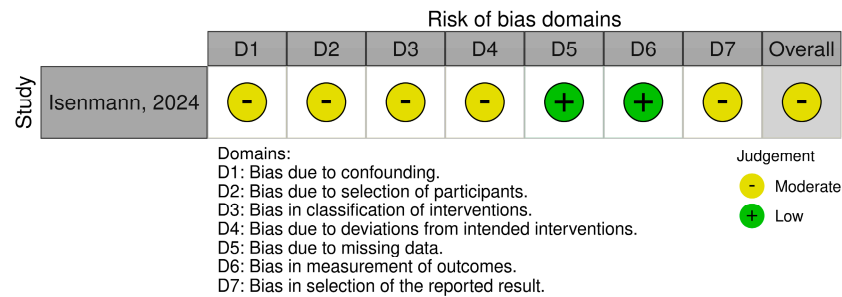 Risk of bias domains
D1 D2 D3 D4 D5 D6 D7 Overall
Study
Isenmann, 2024 - - - - + + - -
Domains:
D1: Bias due to confounding.
D2: Bias due to selection of participants.
D3: Bias in classification of interventions.
D4: Bias due to deviations from intended interventions.
D5: Bias due to missing data.
D6: Bias in measurement of outcomes.
D7: Bias in selection of the reported result.
Judgement
- Moderate
+ Low